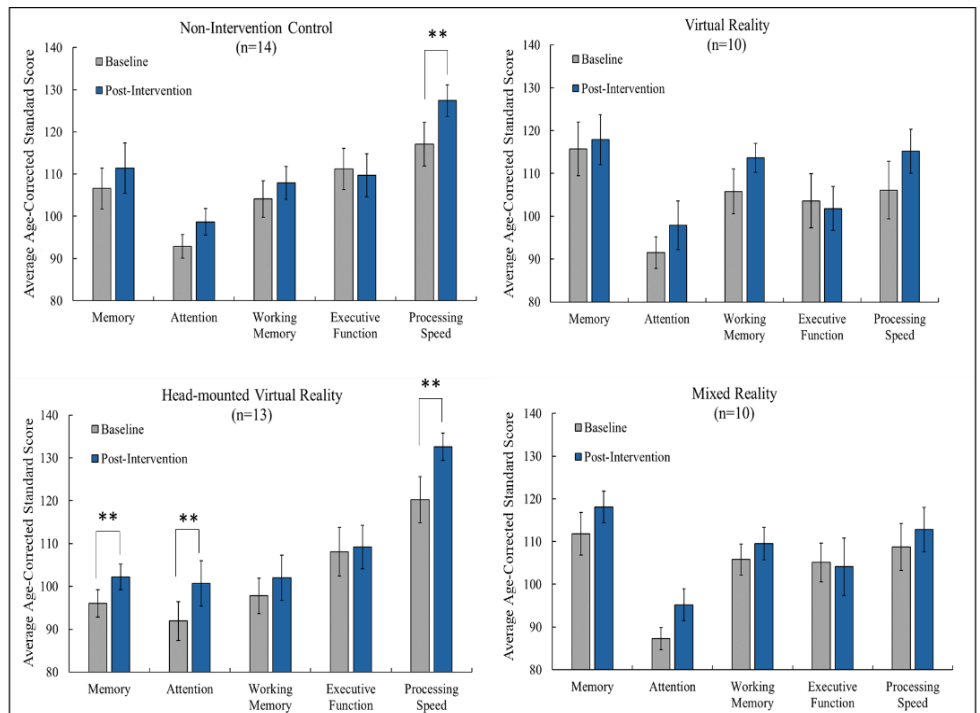 Non-Intervention Control
(n=14)
Average Age-Corrected Standard Score
140
130
120
110
100
90
80
Baseline
Post-Intervention
**
Memory
Attention
Working
Memory
Executive
Function
Processing
Speed
Virtual Reality
(n=10)
Average Age-Corrected Standard Score
140
130
120
110
100
90
80
Baseline
Post-Intervention
Memory
Attention
Working
Memory
Executive
Function
Processing
Speed
Head-mounted Virtual Reality
(n=13)
Average Age-Corrected Standard Score
140
130
120
110
100
90
80
Baseline
Post-Intervention
**
**
**
Memory
Attention
Working
Memory
Executive
Function
Processing
Speed
Mixed Reality
(n=10)
Average Age-Corrected Standard Score
140
130
120
110
100
90
80
Baseline
Post-Intervention
Memory
Attention
Working
Memory
Executive
Function
Processing
Speed